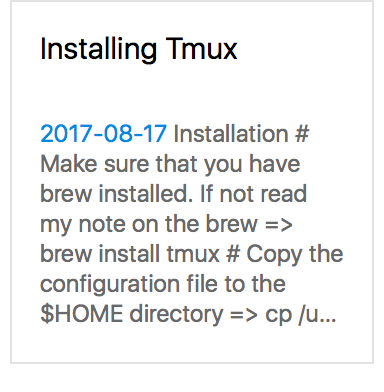 Installing Tmux
2017-08-17 Installation #
Make sure that you have
brew installed. If not read
my note on the brew =>
brew install tmux # Copy the
configuration file to the
$HOME directory => cp /u...